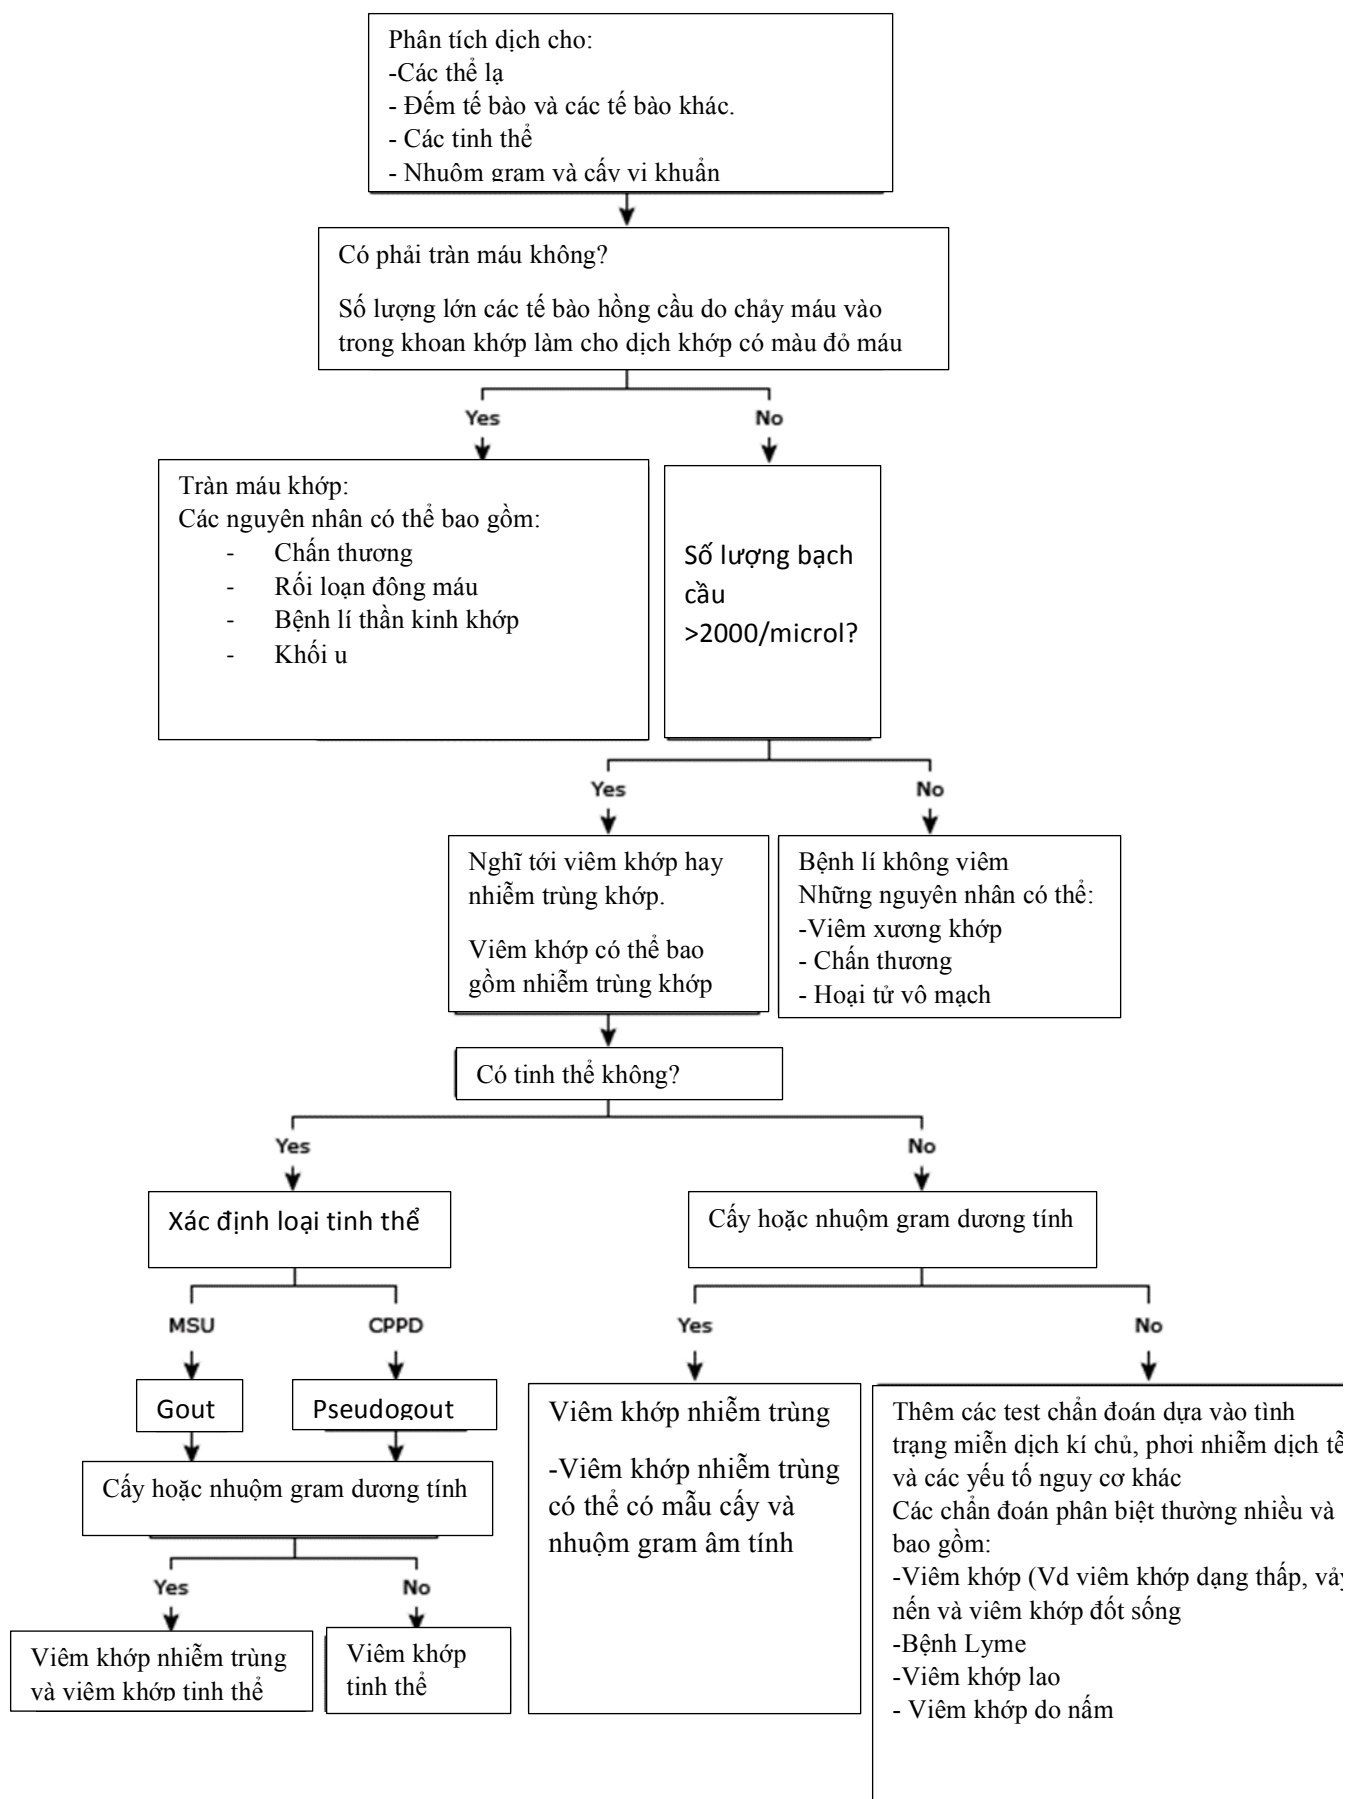 Phân tích dịch cho:
-Các thể lạ
- Đếm tế bào và các tế bào khác.
- Các tinh thể
- Nhuộm gram và cấy vi khuẩn
Có phải tràn máu không?
Số lượng lớn các tế bào hồng cầu do chảy máu vào
trong khoan khớp làm cho dịch khớp có màu đỏ máu
Yes
No
Tràn máu khớp:
Các nguyên nhân có thể bao gồm:
- Chấn thương
- Rối loạn đông máu
- Bệnh lí thần kinh khớp
- Khối u
Số lượng bạch
cầu
>2000/microl?
Yes
No
Nghĩ tới viêm khớp hay
nhiễm trùng khớp.
Viêm khớp có thể bao
gồm nhiễm trùng khớp
Bệnh lí không viêm
Những nguyên nhân có thể:
-Viêm xương khớp
- Chấn thương
- Hoại tử vô mạch
Có tinh thể không?
Yes
No
Xác định loại tinh thể
Cấy hoặc nhuộm gram dương tính
MSU
CPPD
Yes
No
Gout
Pseudogout
Cấy hoặc nhuộm gram dương tính
Yes
No
Viêm khớp nhiễm trùng
và viêm khớp tinh thể
Viêm khớp
tinh thể
Viêm khớp nhiễm trùng
-Viêm khớp nhiễm trùng
có thể có mẫu cấy và
nhuộm gram âm tính
Thêm các test chẩn đoán dựa vào tình
trạng miễn dịch kí chủ, phơi nhiễm dịch tễ
và các yếu tố nguy cơ khác
Các chẩn đoán phân biệt thường nhiều và
bao gồm:
-Viêm khớp (Vd viêm khớp dạng thấp, vảy
nến và viêm khớp đốt sống
-Bệnh Lyme
-Viêm khớp lao
- Viêm khớp do nấm